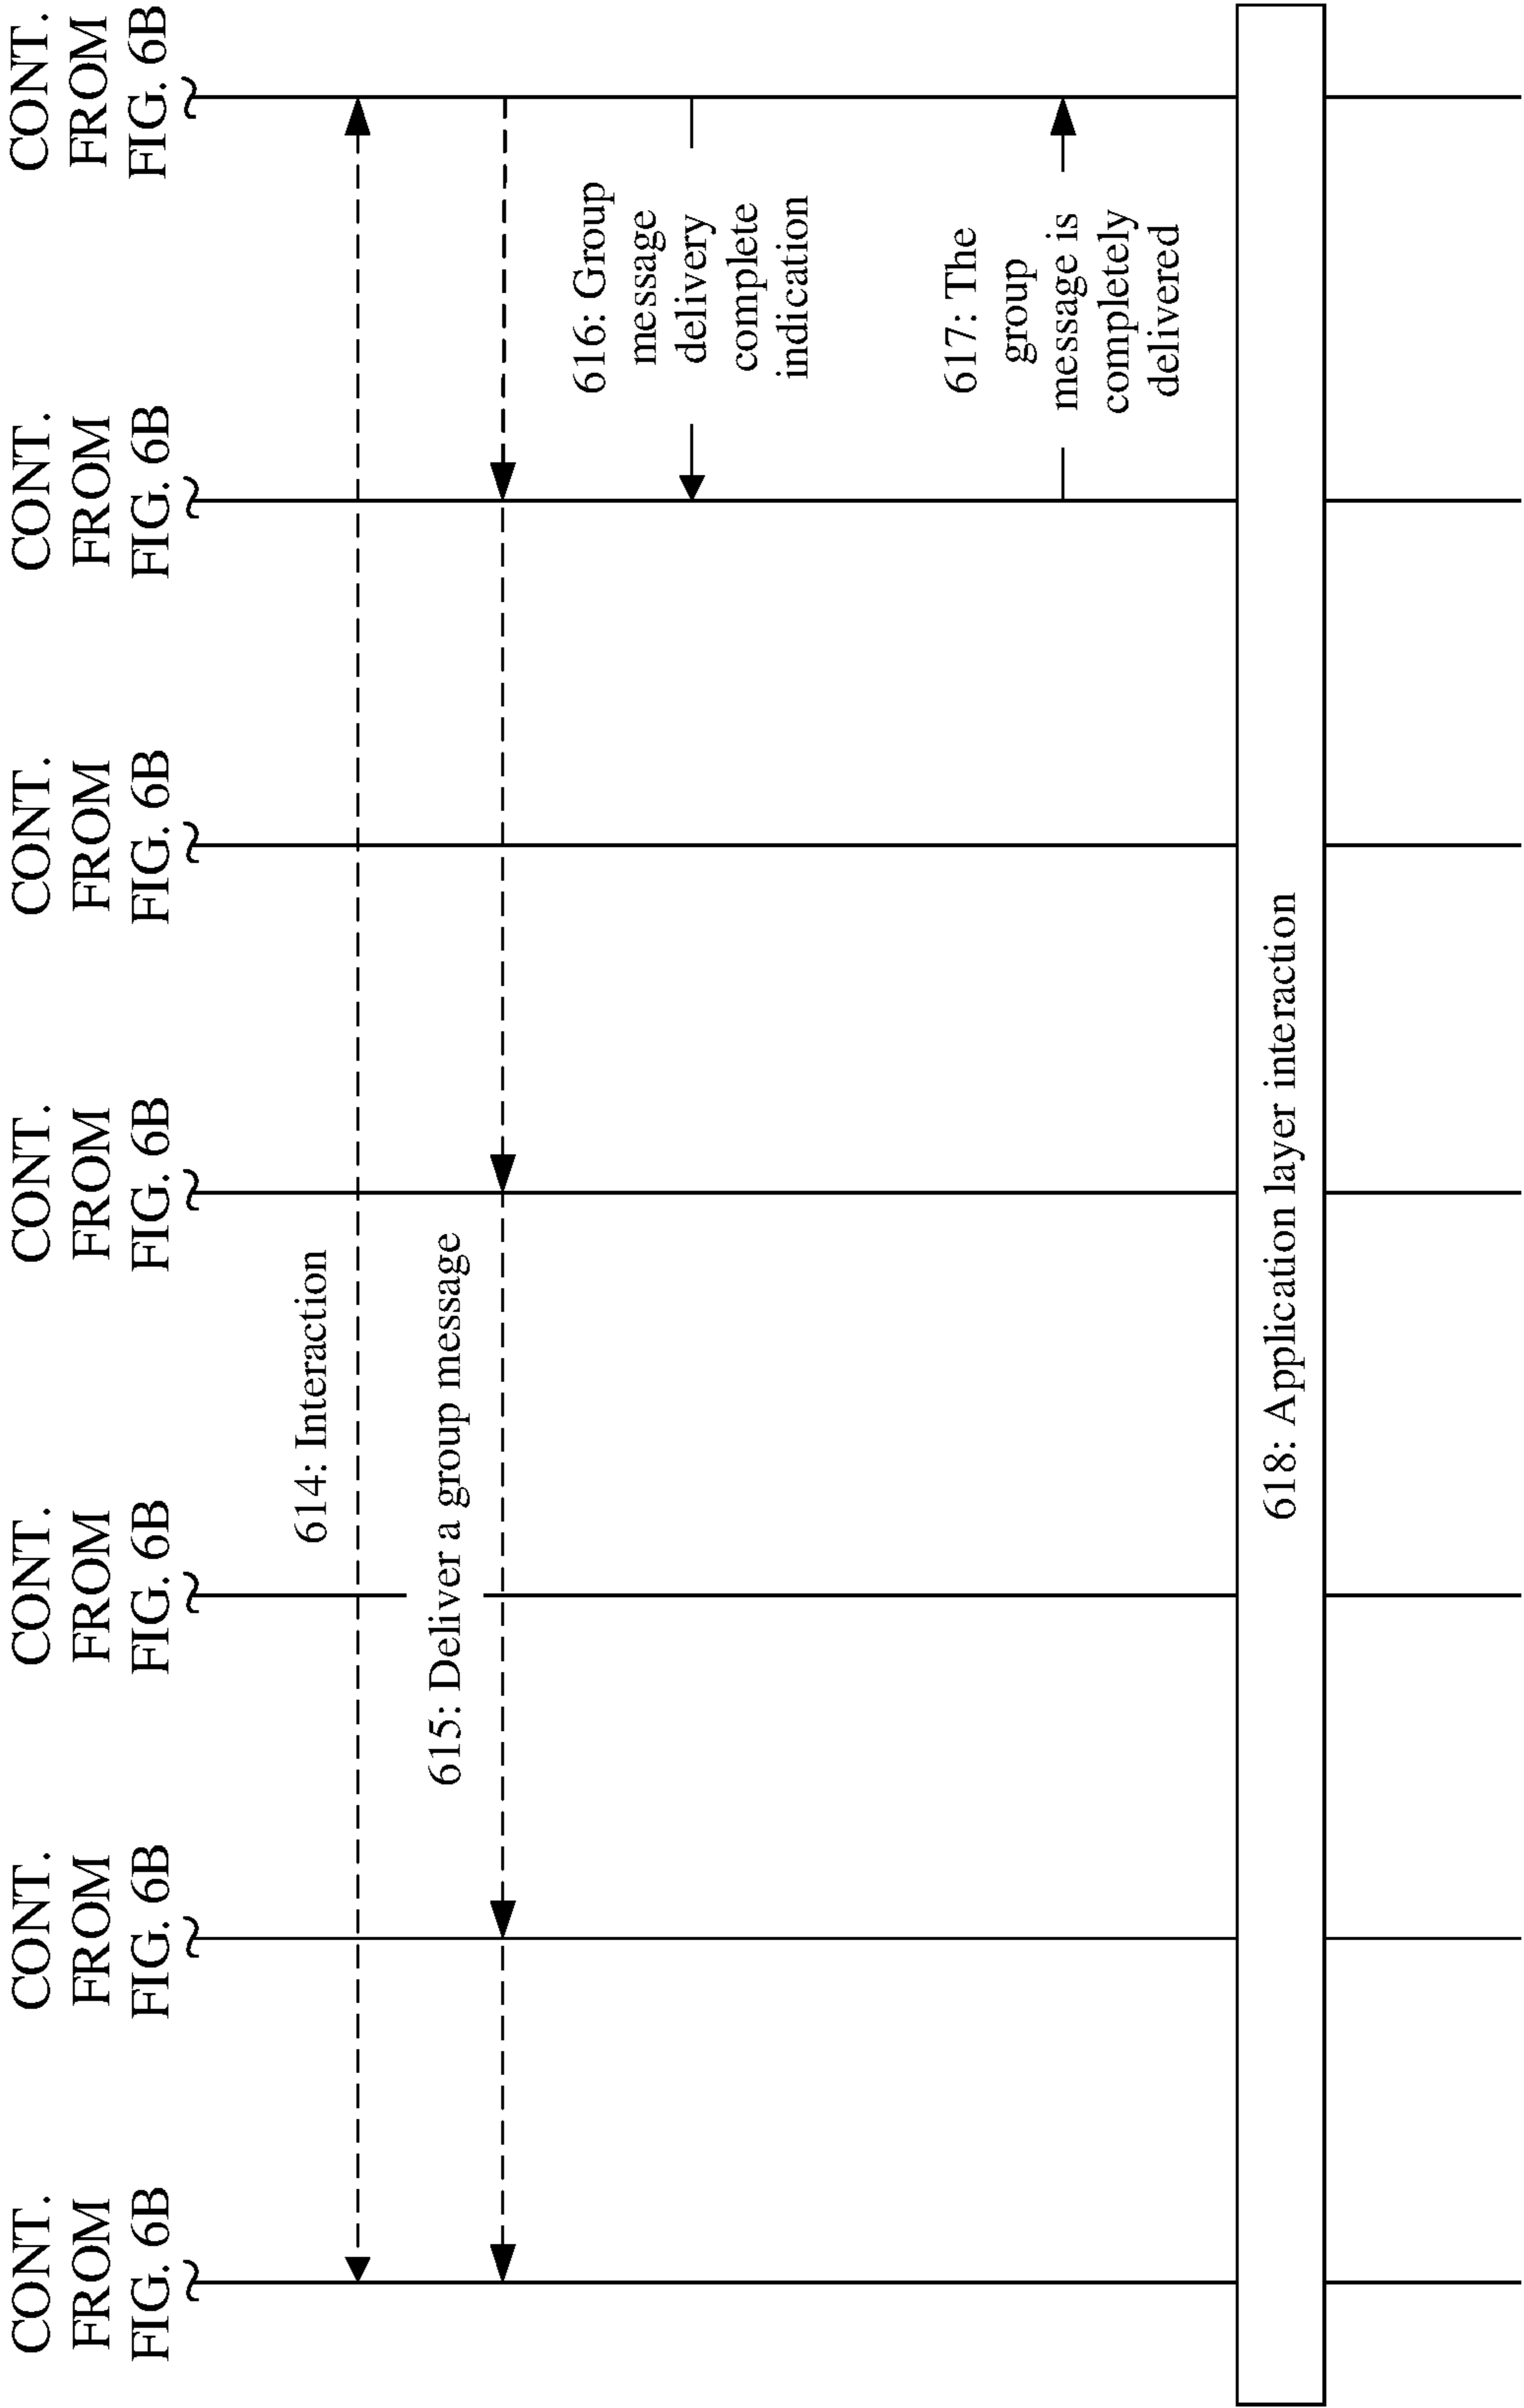 CONT.
FROM
FIG. 6B
CONT.
FROM
FIG. 6B
CONT.
FROM
FIG. 6B
CONT.
FROM
FIG. 6B
CONT.
FROM
FIG. 6B
CONT.
FROM
FIG. 6B
CONT.
FROM
FIG. 6B
614: Interaction
615: Deliver a group message
616: Group
message
delivery
complete
indication
617: The
group
message is
completely
delivered
618: Application layer interaction